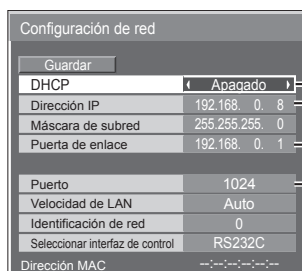 Configuración de red
Guardar
DHCP Apagado
Dirección IP 192.168. 0. 8
Máscara de subred 255.255.255. 0
Puerta de enlace 192.168. 0. 1
Puerto 1024
Velocidad de LAN Auto
Identificación de red 0
Seleccionar interfaz de control RS232C
Dirección MAC --:--:--:--:--:--